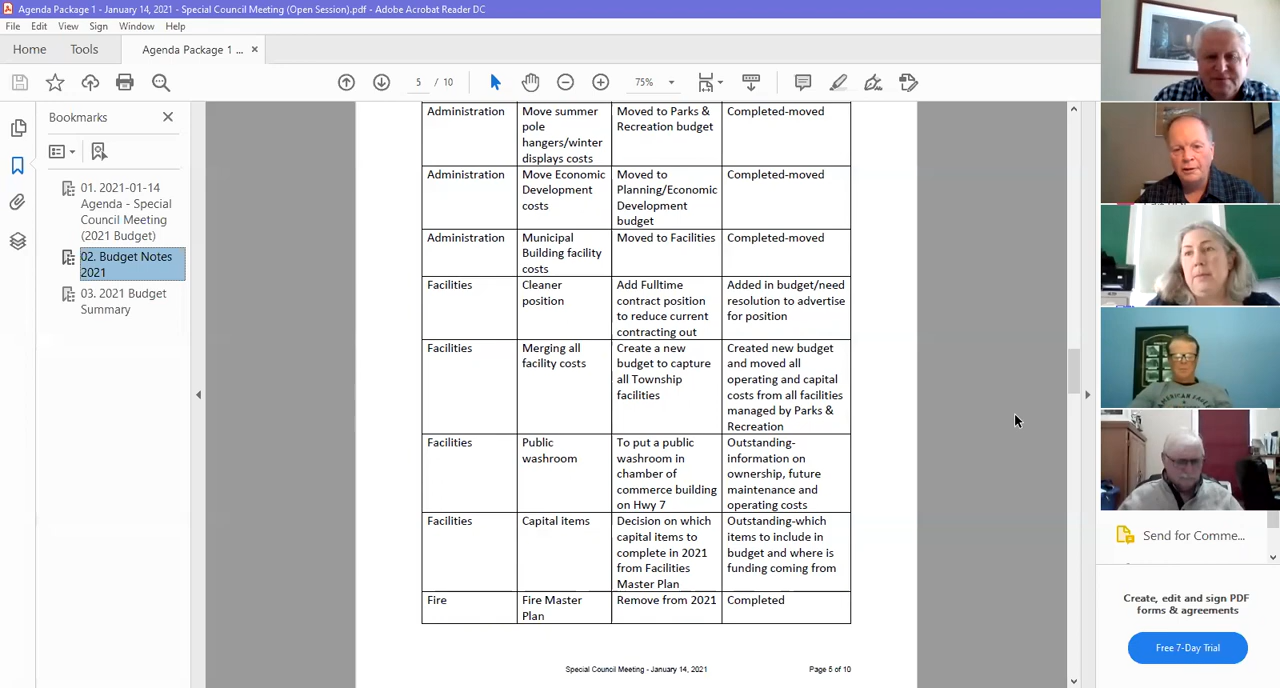 Agenda Package 1 - January 14, 2021 - Special Council Meeting (Open Session).pdf - Adobe Acrobat Reader DC
File Edit View Sign Window Help
Home Tools Agenda Package 1 ... ×
5 / 10 75%
Bookmarks
01. 2021-01-14
Agenda - Special
Council Meeting
(2021 Budget)
02. Budget Notes
2021
03. 2021 Budget
Summary
Administration
Move summer
pole
hangers/winter
displays costs
Moved to Parks &
Recreation budget
Completed-moved
Administration
Move Economic
Development
costs
Moved to
Planning/Economic
Development
budget
Completed-moved
Administration
Municipal
Building facility
costs
Moved to Facilities
Completed-moved
Facilities
Cleaner
position
Add Fulltime
contract position
to reduce current
contracting out
Added in budget/need
resolution to advertise
for position
Facilities
Merging all
facility costs
Create a new
budget to capture
all Township
facilities
Created new budget
and moved all
operating and capital
costs from all facilities
managed by Parks &
Recreation
Facilities
Public
washroom
To put a public
washroom in
chamber of
commerce building
on Hwy 7
Outstanding-
information on
ownership, future
maintenance and
operating costs
Facilities
Capital items
Decision on which
capital items to
complete in 2021
from Facilities
Master Plan
Outstanding-which
items to include in
budget and where is
funding coming from
Fire
Fire Master
Plan
Remove from 2021
Completed
Special Council Meeting - January 14, 2021
Page 5 of 10
Send for Comme...
Create, edit and sign PDF
forms & agreements
Free 7-Day Trial